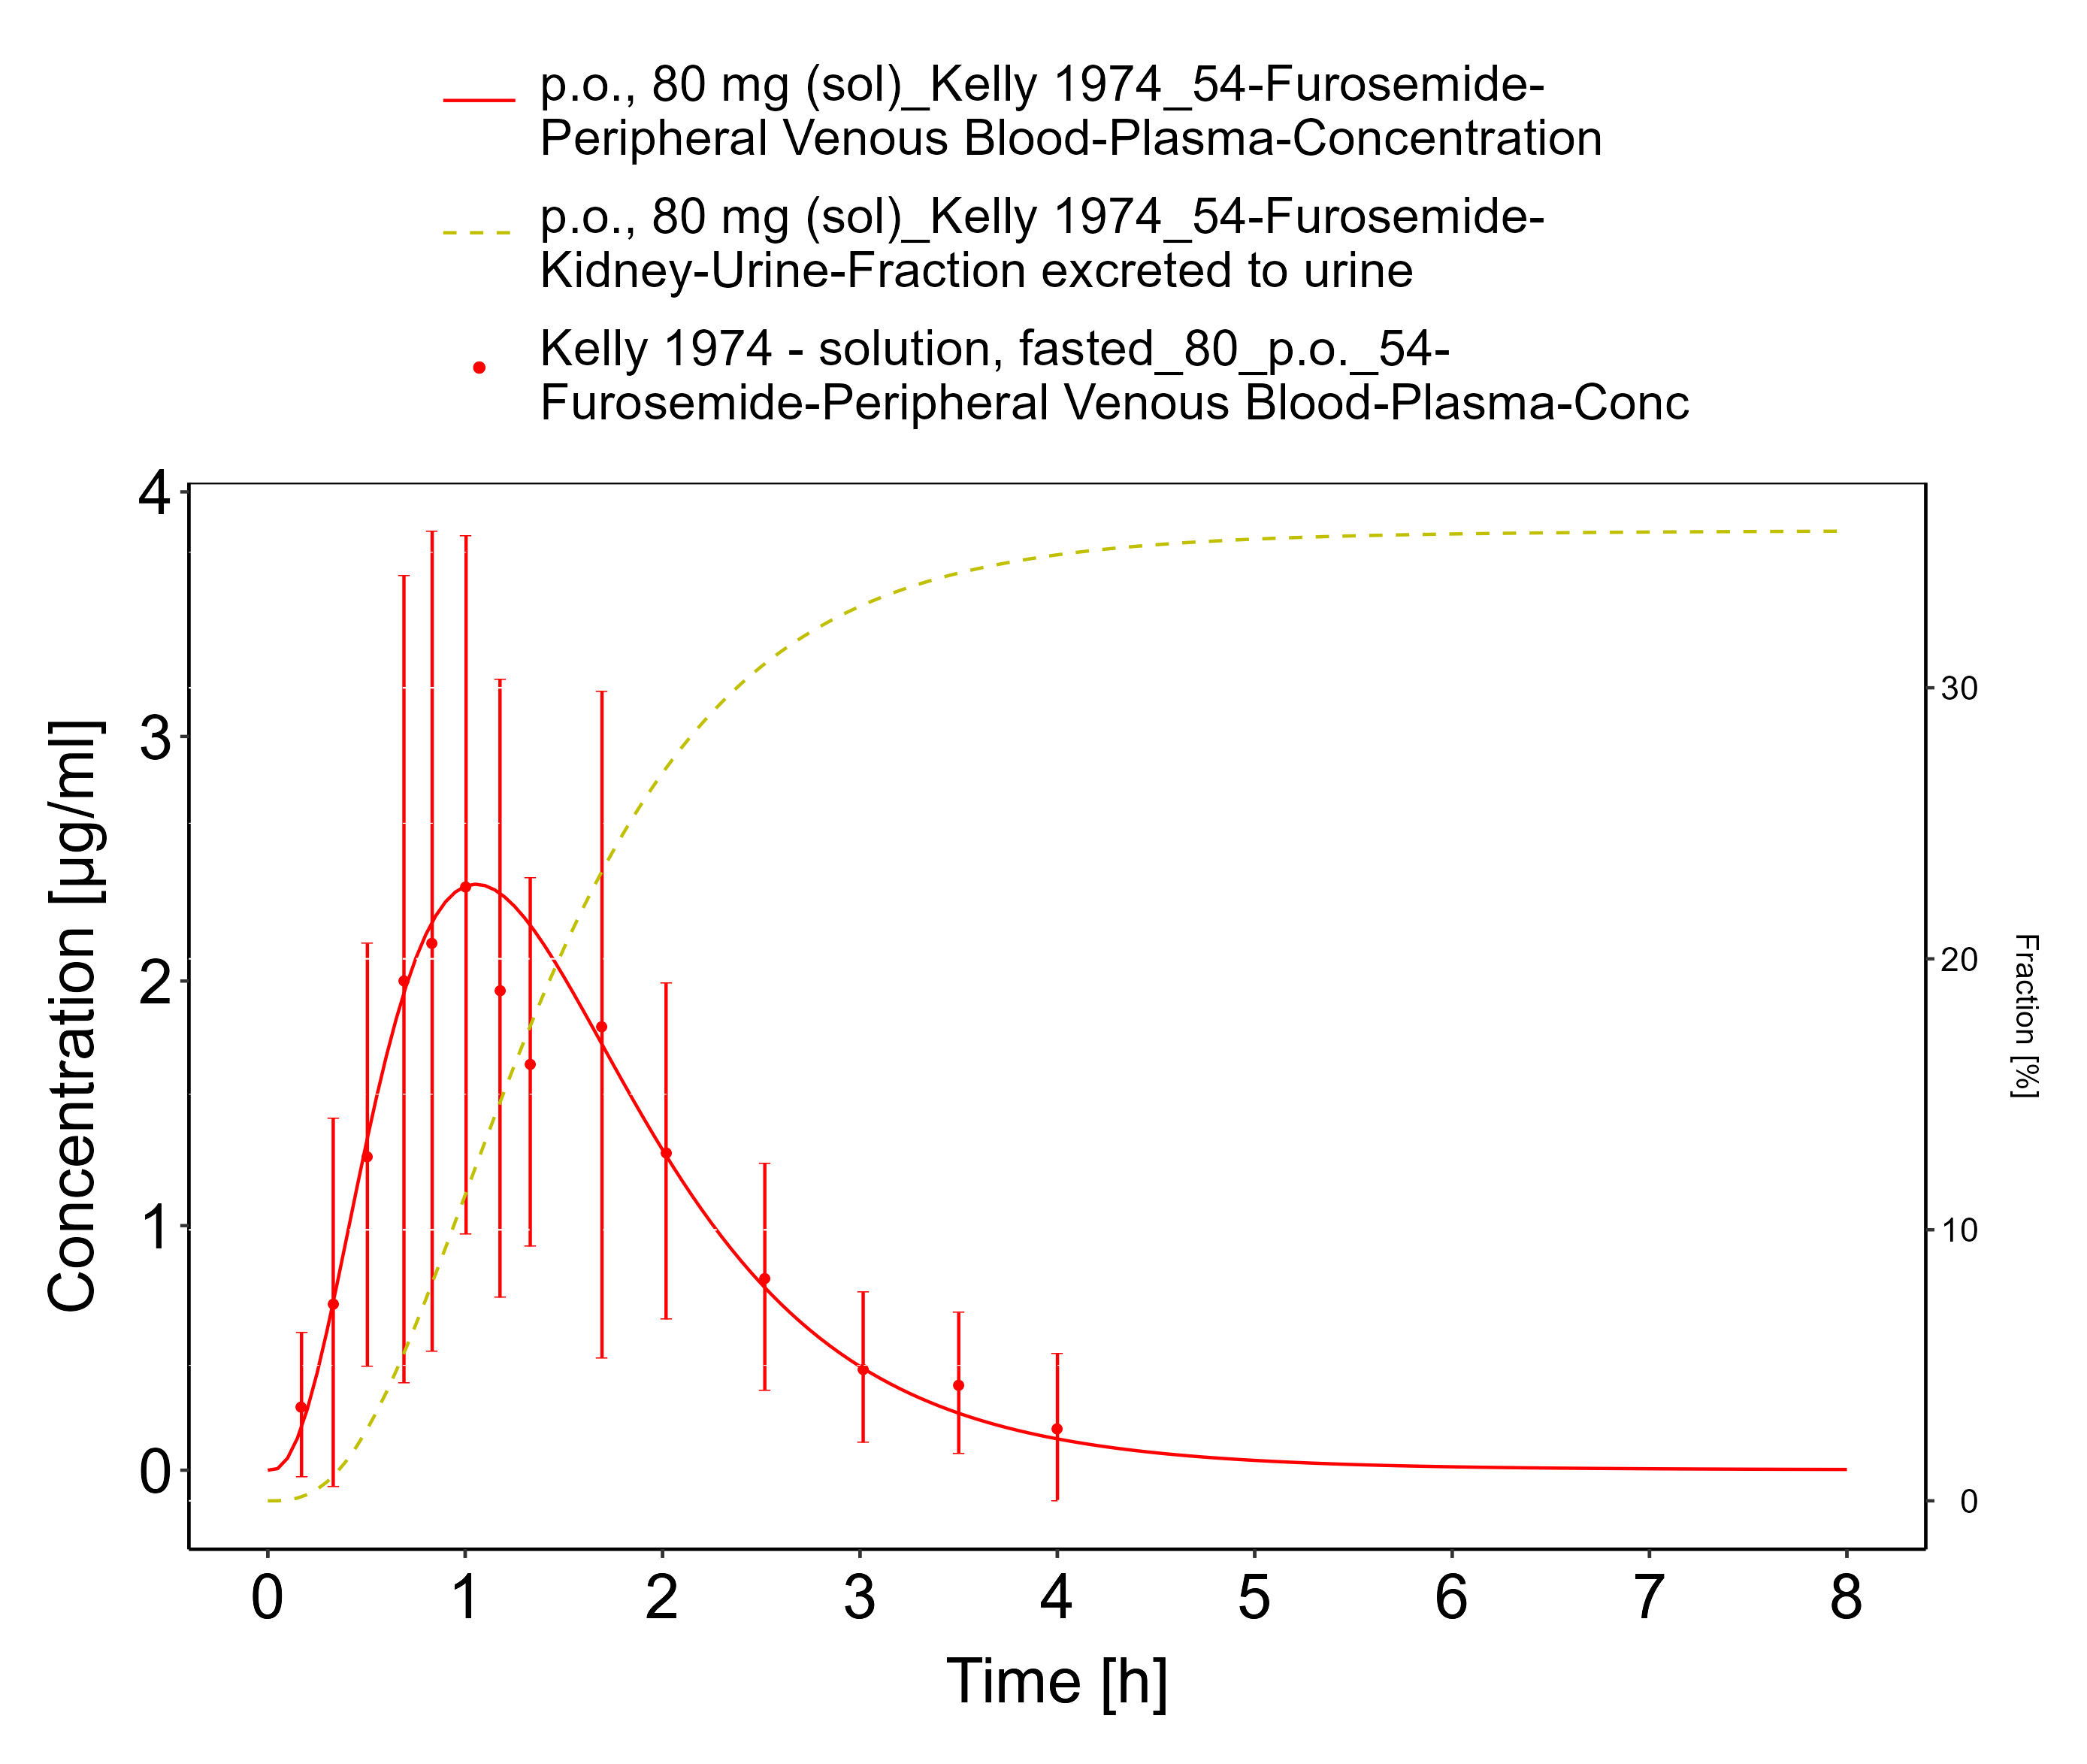 p.o., 80 mg (sol)_Kelly 1974_54-Furosemide-
Peripheral Venous Blood-Plasma-Concentration
p.o., 80 mg (sol)_Kelly 1974_54-Furosemide-
Kidney-Urine-Fraction excreted to urine
Kelly 1974 - solution, fasted_80_p.o._54-
Furosemide-Peripheral Venous Blood-Plasma-Conc
4
3
2
1
0
Concentration [µg/ml]
30
20
10
0
Fraction [%]
0 1 2 3 4 5 6 7 8
Time [h]